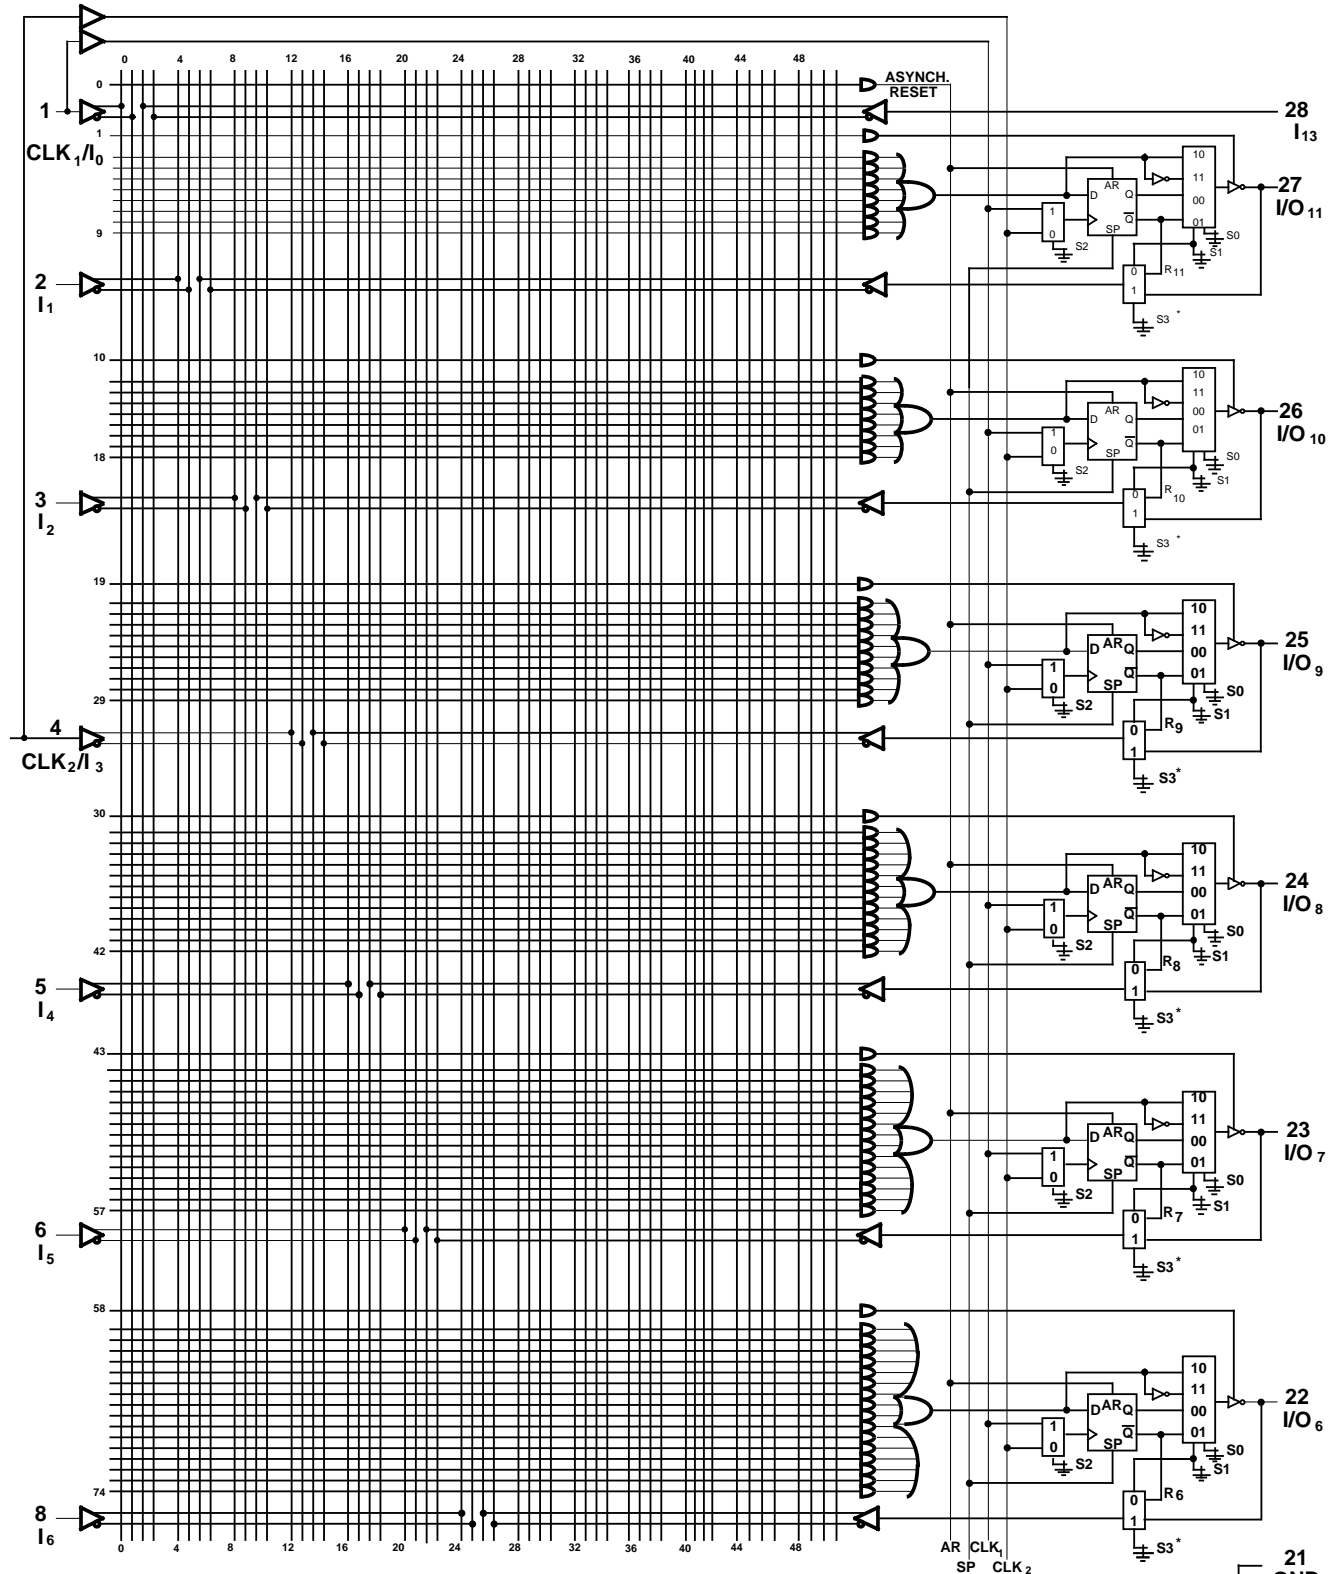 0 4 8 12 16 20 24 28 32 36 40 44 48
0
ASYNCH.
RESET
1
28
I13
1
CLK1/I0
0
9
10
11
00
01
AR
D Q
Q
SP
1
0
S2
S0
S1
R11
0
1
S3 *
27
I/O11
2
I1
10
18
10
11
00
01
AR
D Q
Q
SP
1
0
S2
S0
S1
R10
0
1
S3 *
26
I/O10
3
I2
19
29
10
11
00
01
AR
D Q
Q
SP
1
0
S2
S0
S1
R9
0
1
S3*
25
I/O9
4
CLK2/I3
30
42
10
11
00
01
AR
D Q
Q
SP
1
0
S2
S0
S1
R8
0
1
S3*
24
I/O8
5
I4
43
57
10
11
00
01
AR
D Q
Q
SP
1
0
S2
S0
S1
R7
0
1
S3*
23
I/O7
6
I5
58
74
10
11
00
01
AR
D Q
Q
SP
1
0
S2
S0
S1
R6
0
1
S3*
22
I/O6
8
I6
0 4 8 12 16 20 24 28 32 36 40 44 48
AR CLK1
SP CLK2
21